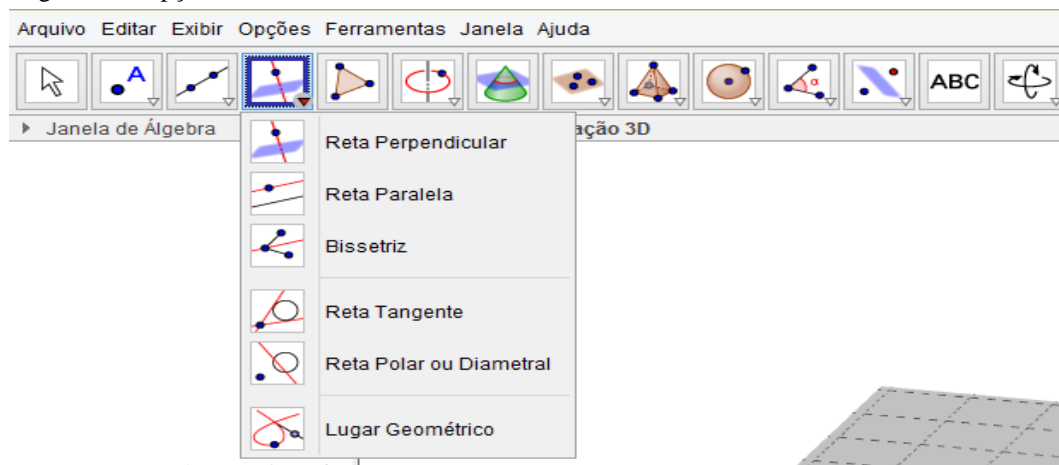 Arquivo Editar Exibir Opções Ferramentas Janela Ajuda
A
α
ABC
Janela de Álgebra
ação 3D
Reta Perpendicular
Reta Paralela
Bissetriz
Reta Tangente
Reta Polar ou Diametral
Lugar Geométrico